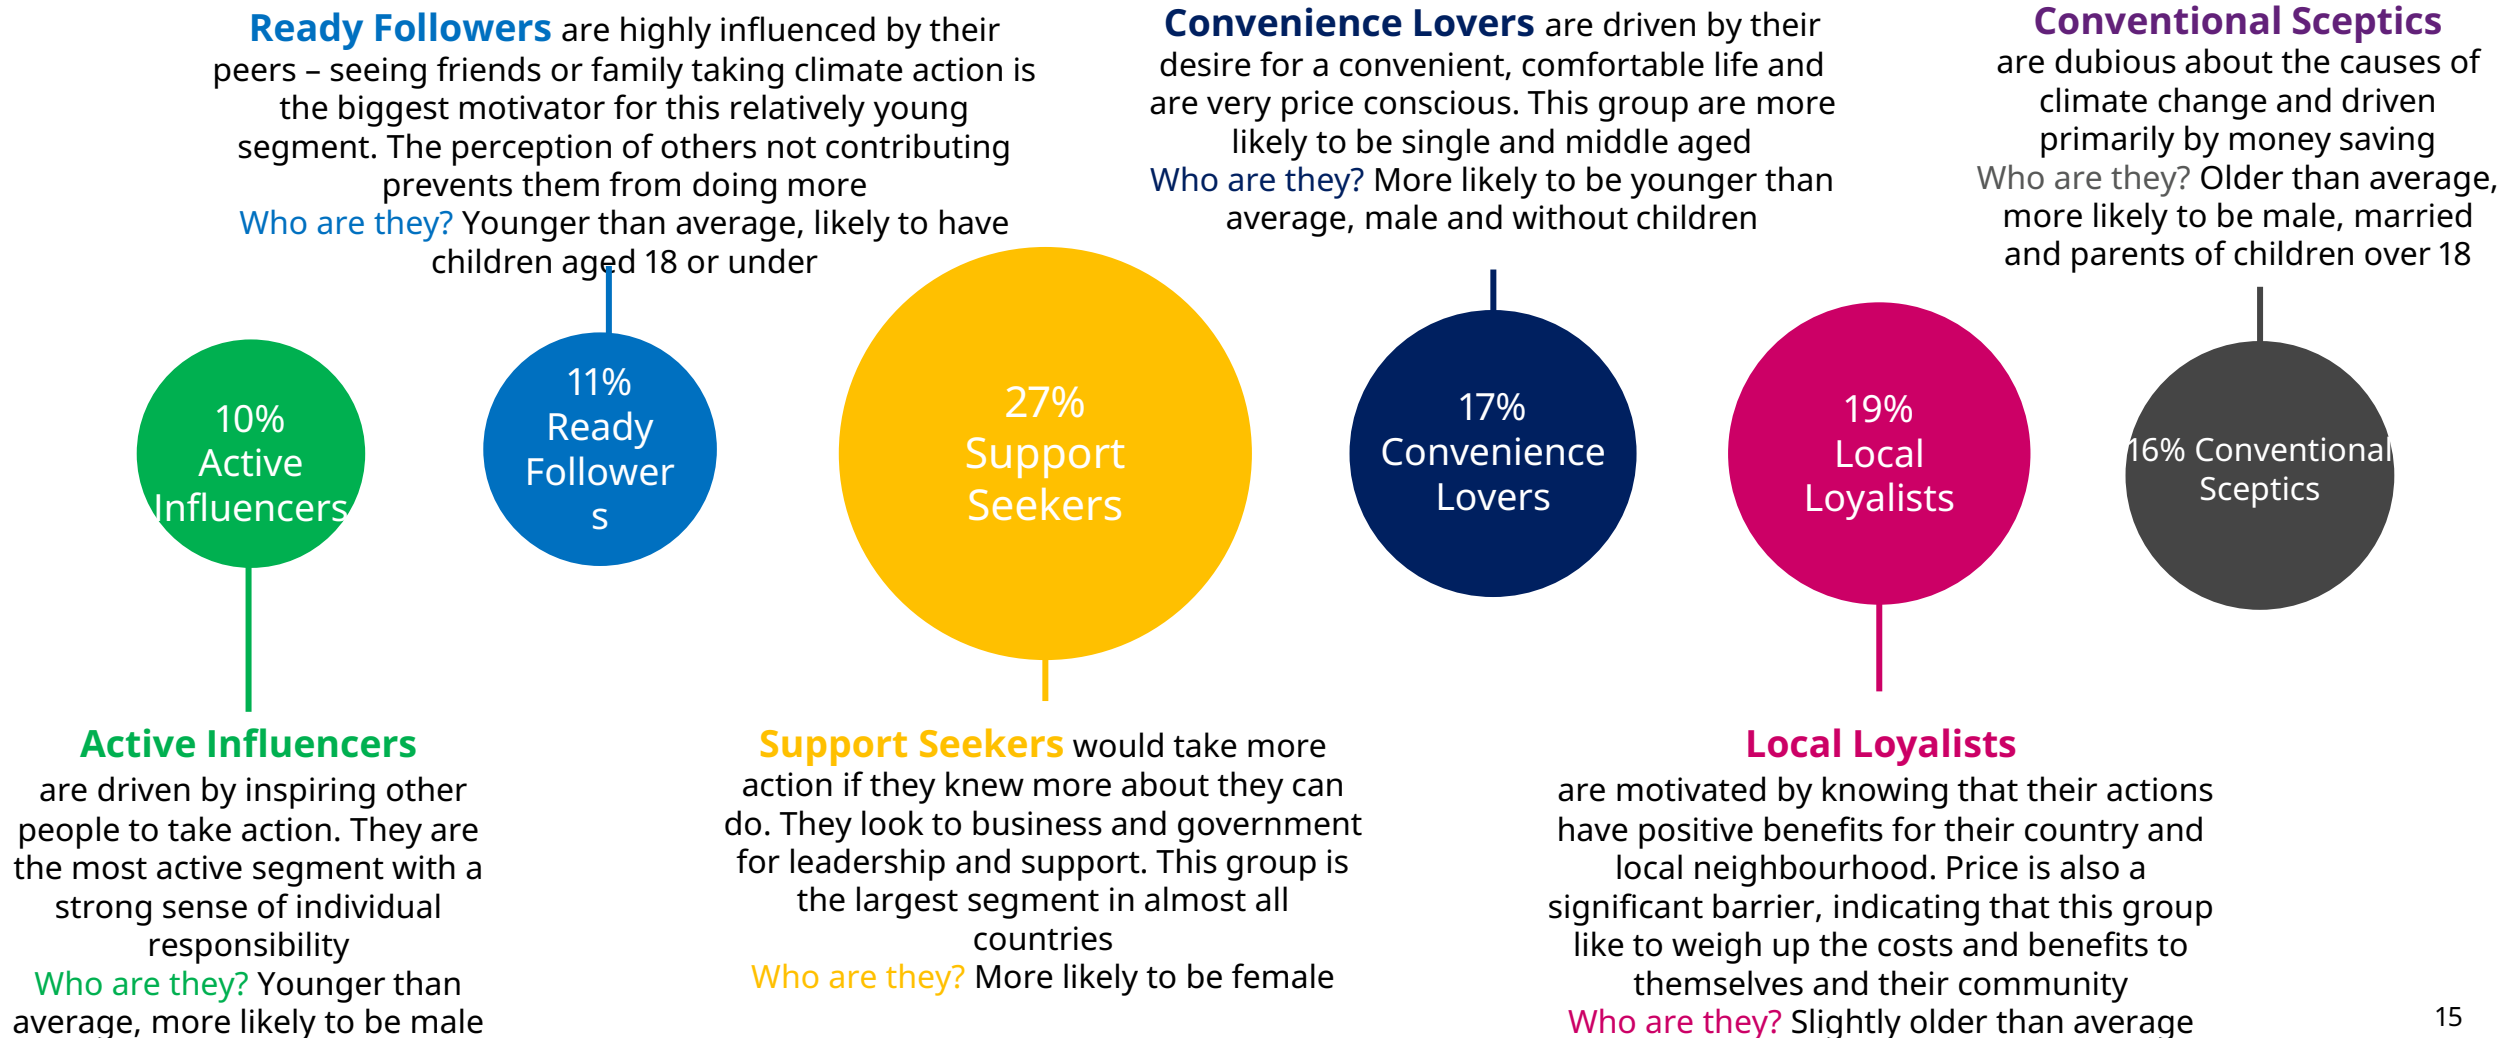 Ready Followers are highly influenced by their
peers – seeing friends or family taking climate action is
the biggest motivator for this relatively young
segment. The perception of others not contributing
prevents them from doing more
Who are they? Younger than average, likely to have
children aged 18 or under
Convenience Lovers are driven by their
desire for a convenient, comfortable life and
are very price conscious. This group are more
likely to be single and middle aged
Who are they? More likely to be younger than
average, male and without children
Conventional Sceptics
are dubious about the causes of
climate change and driven
primarily by money saving
Who are they? Older than average,
more likely to be male, married
and parents of children over 18
10%
Active
Influencers
11%
Ready
Follower
s
27%
Support
Seekers
17%
Convenience
Lovers
19%
Local
Loyalists
16% Conventional
Sceptics
Active Influencers
are driven by inspiring other
people to take action. They are
the most active segment with a
strong sense of individual
responsibility
Who are they? Younger than
average, more likely to be male
Support Seekers would take more
action if they knew more about they can
do. They look to business and government
for leadership and support. This group is
the largest segment in almost all
countries
Who are they? More likely to be female
Local Loyalists
are motivated by knowing that their actions
have positive benefits for their country and
local neighbourhood. Price is also a
significant barrier, indicating that this group
like to weigh up the costs and benefits to
themselves and their community
Who are they? Slightly older than average
15